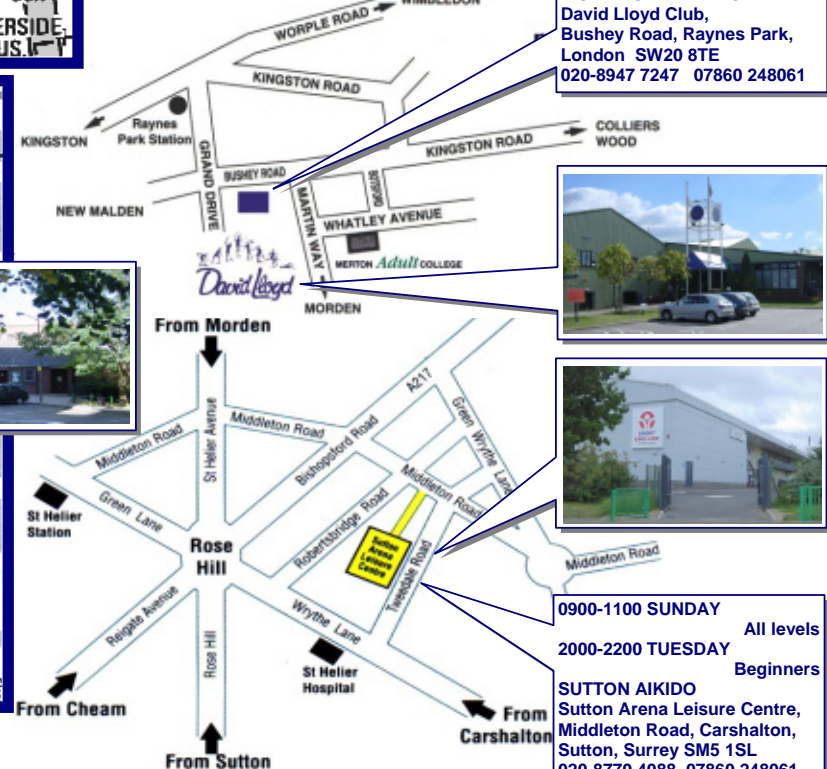 WIMBLEDON
WORPLE ROAD
ERSIDE,
US.
David Lloyd Club,
Bushey Road, Raynes Park,
London SW20 8TE
020-8947 7247 07860 248061
KINGSTON ROAD
Raynes
Park Station
KINGSTON
GRAND DRIVE
BUSHEY ROAD
KINGSTON ROAD
COLLIERS
WOOD
NEW MALDEN
MARTIN WAY
WHATLEY AVENUE
MERTON Adult COLLEGE
David Lloyd
MORDEN
From Morden
St Helier Avenue
Middleton Road
Middleton Road
Bishopsford Road
A217
Green Wrythe Lane
Middleton Road
Green Lane
St Helier
Station
Rose
Hill
Robertsbridge Road
Sutton
Arena
Leisure
Centre
Tweedale Road
Middleton Road
Reigate Avenue
Rose Hill
Wrythe Lane
St Helier
Hospital
From Cheam
From
Carshalton
From Sutton
0900-1100 SUNDAY
All levels
2000-2200 TUESDAY
Beginners
SUTTON AIKIDO
Sutton Arena Leisure Centre,
Middleton Road, Carshalton,
Sutton, Surrey SM5 1SL
020-8770 4088 07860 248061